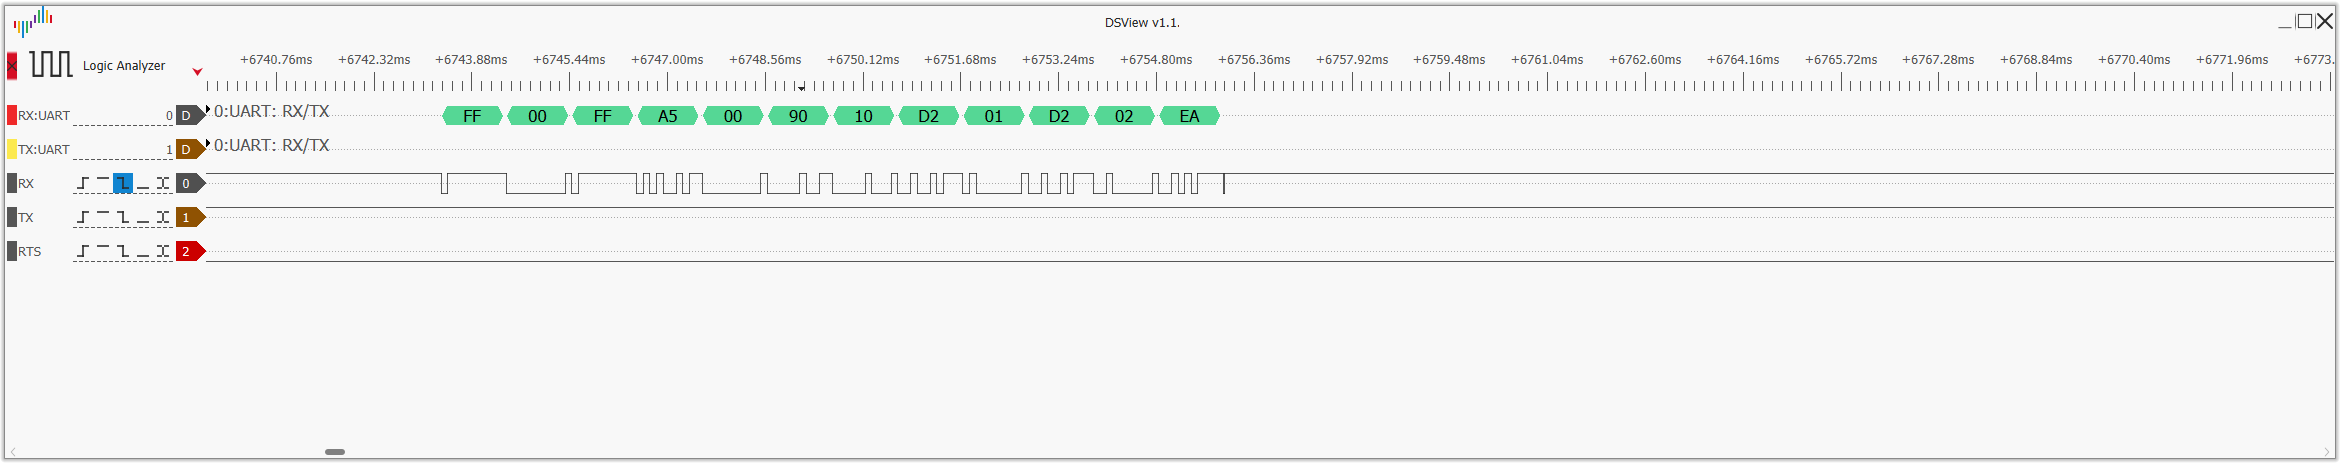 DSView v1.1.
Logic Analyzer
+6740.76ms +6742.32ms +6743.88ms +6745.44ms +6747.00ms +6748.56ms +6750.12ms +6751.68ms +6753.24ms +6754.80ms +6756.36ms +6757.92ms +6759.48ms +6761.04ms +6762.60ms +6764.16ms +6765.72ms +6767.28ms +6768.84ms +6770.40ms +6771.96ms +6773.
RX:UART 0 D 0:UART: RX/TX FF 00 FF A5 00 90 10 D2 01 D2 02 EA
TX:UART 1 D 0:UART: RX/TX
RX 0
TX 1
RTS 2